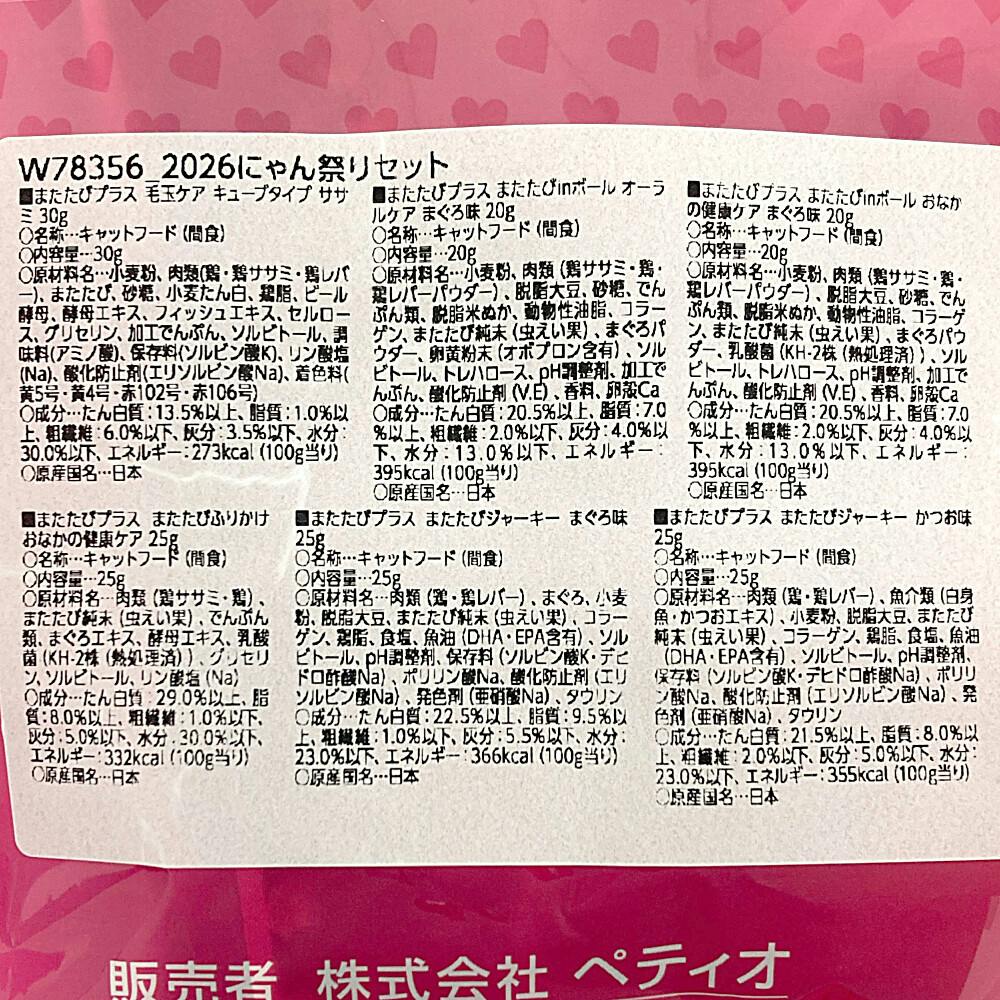 W78356_2026にゃん祭りセット
■またたびプラス 毛玉ケア キューブタイプ ササ
ミ 30g
○名称…キャットフード (間食)
○内容量…30g
○原材料名…小麦粉、肉類(鶏・鶏ササミ・鶏レバ
ー)、またたび、砂糖、小麦たん白、鶏脂、ビール
酵母、酵母エキス、フィッシュエキス、セルロー
ス、グリセリン、加工でんぷん、ソルビトール、調
味料(アミノ酸)、保存料(ソルビン酸K)、リン酸塩
(Na)、酸化防止剤(エリソルビン酸Na)、着色料(
黄5号・黄4号・赤102号・赤106号)
○成分…たん白質：13.5%以上、脂質：1.0%以
上、粗繊維：6.0%以下、灰分：3.5%以下、水分：
30.0%以下、エネルギー：273kcal (100g当り)
○原産国名…日本
■またたびプラス またたびinボール オーラ
ルケア まぐろ味 20g
○名称…キャットフード (間食)
○内容量…20g
○原材料名…小麦粉、肉類 (鶏ササミ・鶏・
鶏レバーパウダー) 、脱脂大豆、砂糖、でん
ぷん類、脱脂米ぬか、動物性油脂、コラー
ゲン、またたび純末 (虫えい果) 、まぐろパ
ウダー、卵黄粉末 (オボプロン含有) 、ソル
ビトール、トレハロース、pH調整剤、加工で
んぷん、酸化防止剤 (V.E) 、香料、卵殻Ca
○成分…たん白質：20.5%以上、脂質：7.0
%以上、粗繊維：2.0%以下、灰分：4.0%以
下、水分：13.0%以下、エネルギー：
395kcal (100g当り)
○原産国名…日本
■またたびプラス またたびinボール おなか
の健康ケア まぐろ味 20g
○名称…キャットフード (間食)
○内容量…20g
○原材料名…小麦粉、肉類 (鶏ササミ・鶏・
鶏レバーパウダー) 、脱脂大豆、砂糖、でん
ぷん類、脱脂米ぬか、動物性油脂、コラーゲ
ン、またたび純末 (虫えい果) 、まぐろパウ
ダー、乳酸菌 (KH-2株 (熱処理済) ) 、ソル
ビトール、トレハロース、pH調整剤、加工で
んぷん、酸化防止剤 (V.E) 、香料、卵殻Ca
○成分…たん白質：20.5%以上、脂質：7.0
%以上、粗繊維：2.0%以下、灰分：4.0%以
下、水分：13.0%以下、エネルギー：
395kcal (100g当り)
○原産国名…日本
■またたびプラス またたびふりかけ
おなかの健康ケア 25g
○名称…キャットフード (間食)
○内容量…25g
○原材料名…肉類 (鶏ササミ・鶏) 、
またたび純末 (虫えい果) 、でんぷん
類、まぐろエキス、酵母エキス、乳酸
菌 (KH-2株 (熱処理済) ) 、グリセリ
ン、ソルビトール、リン酸塩 (Na)
○成分…たん白質：29.0%以上、脂
質：8.0%以上、粗繊維：1.0%以下、
灰分：5.0%以下、水分：30.0%以下、
エネルギー：332kcal (100g当り)
○原産国名…日本
■またたびプラス またたびジャーキー まぐろ味
25g
○名称…キャットフード (間食)
○内容量…25g
○原材料名…肉類 (鶏・鶏レバー) 、まぐろ、小麦
粉、脱脂大豆、またたび純末 (虫えい果) 、コラー
ゲン、鶏脂、食塩、魚油 (DHA・EPA含有) 、ソル
ビトール、pH調整剤、保存料 (ソルビン酸K・デヒ
ドロ酢酸Na) 、ポリリン酸Na、酸化防止剤 (エリ
ソルビン酸Na) 、発色剤 (亜硝酸Na) 、タウリン
○成分…たん白質：22.5%以上、脂質：9.5%以
上、粗繊維：1.0%以下、灰分：5.5%以下、水分：
23.0%以下、エネルギー：366kcal (100g当り)
○原産国名…日本
■またたびプラス またたびジャーキー かつお味
25g
○名称…キャットフード (間食)
○内容量…25g
○原材料名…肉類 (鶏・鶏レバー) 、魚介類 (白身
魚・かつおエキス) 、小麦粉、脱脂大豆、またたび
純末 (虫えい果) 、コラーゲン、鶏脂、食塩、魚油
(DHA・EPA含有) 、ソルビトール、pH調整剤、
保存料 (ソルビン酸K・デヒドロ酢酸Na) 、ポリリ
ン酸Na、酸化防止剤 (エリソルビン酸Na) 、発
色剤 (亜硝酸Na) 、タウリン
○成分…たん白質：21.5%以上、脂質：8.0%以
上、粗繊維：2.0%以下、灰分：5.0%以下、水分：
23.0%以下、エネルギー：355kcal (100g当り)
○原産国名…日本
販売者 株式会社 ペティオ